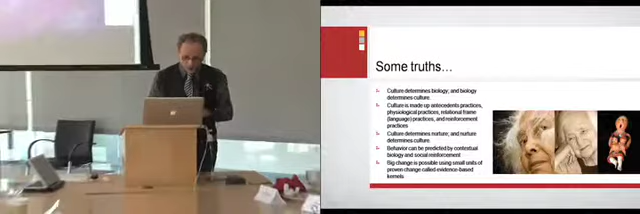 Some truths…
Culture determines biology; and biology
determines culture.
Culture is made up antecedents practices,
physiological practices, relational frame
(language) practices, and reinforcement
practices
Culture determines nurture; and nurture
determines culture.
Behavior can be predicted by contextual
biology and social reinforcement
Big change is possible using small units of
proven change called evidence-based
kernels